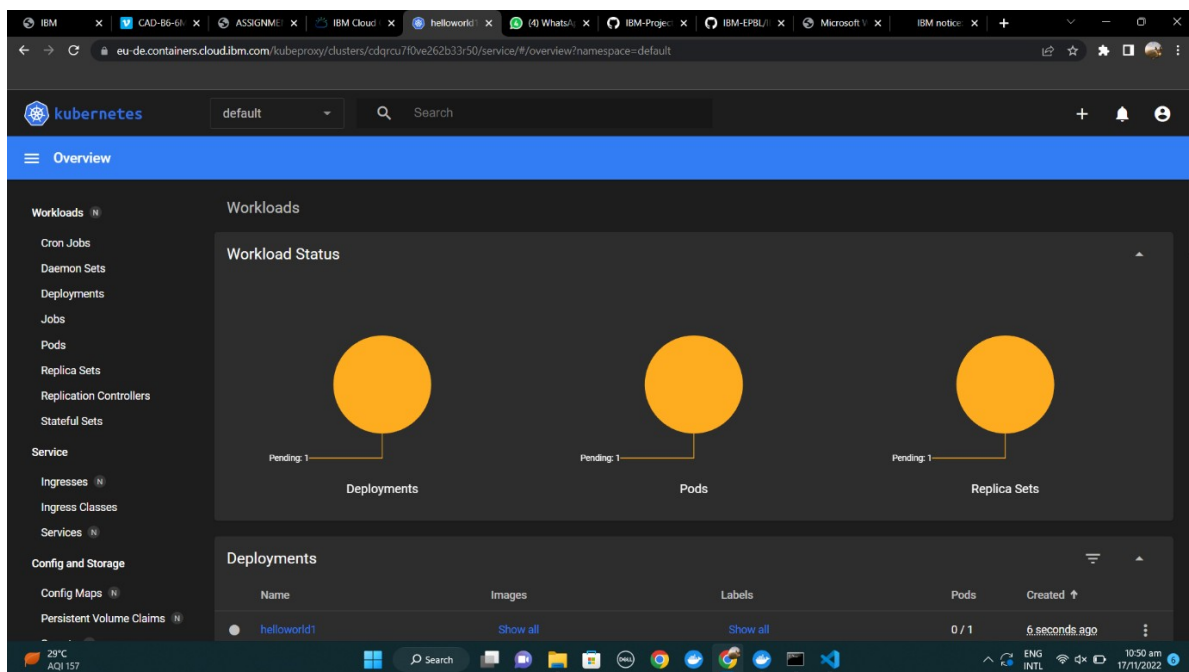 IBM
CAD-B6-6N
ASSIGNME
IBM Cloud
helloworld1
(4) WhatsA
IBM-Projec
IBM-EPBL/I
Microsoft V
IBM notice
eu-de.containers.cloud.ibm.com/kubeproxy/clusters/cdqrcu7f0ve262b33r50/service/#/overview?namespace=default
kubernetes
default
Search
Overview
Workloads N
Cron Jobs
Daemon Sets
Deployments
Jobs
Pods
Replica Sets
Replication Controllers
Stateful Sets
Service
Ingresses N
Ingress Classes
Services N
Config and Storage
Config Maps N
Persistent Volume Claims N
Workloads
Workload Status
Pending: 1
Deployments
Pending: 1
Pods
Pending: 1
Replica Sets
Deployments
Name Images Labels Pods Created
helloworld1 Show all Show all 0 / 1 6 seconds ago
29°C
AQI 157
Search
DELL
ENG
INTL
10:50 am
17/11/2022
6